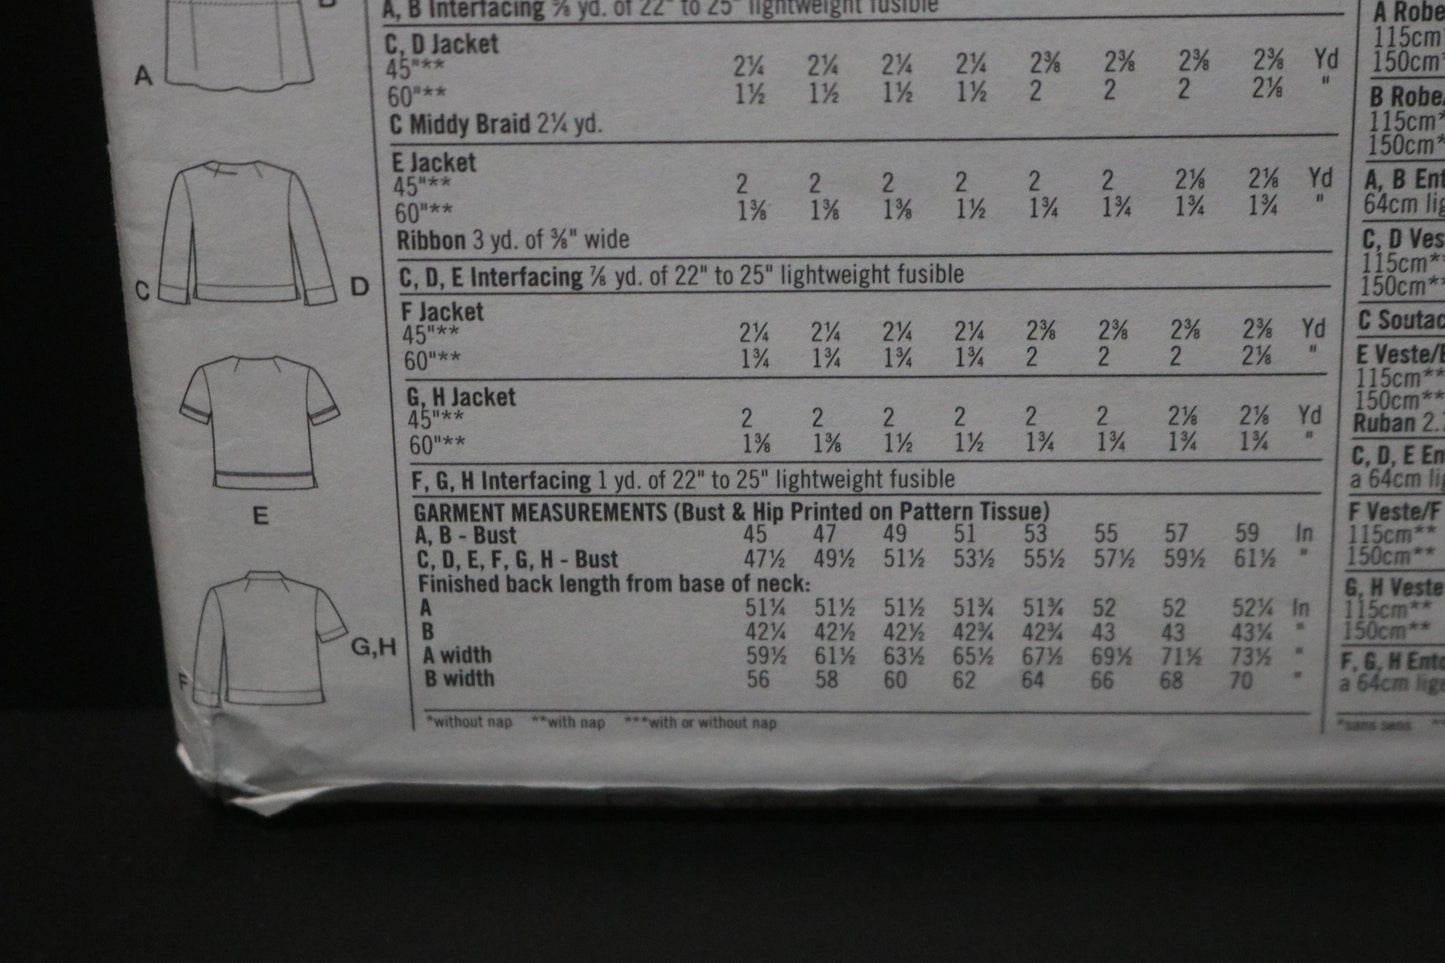 A, B Interfacing ⅝ yd. of 22" to 25" lightweight fusible
C, D Jacket
45"** 2¼ 2¼ 2¼ 2¼ 2⅜ 2⅜ 2⅜ 2⅜ Yd
60"** 1½ 1½ 1½ 1½ 2 2 2 2⅛ "
C Middy Braid 2¼ yd.
E Jacket
45"** 2 2 2 2 2 2 2⅛ 2⅛ Yd
60"** 1⅜ 1⅜ 1⅜ 1½ 1¾ 1¾ 1¾ 1¾ "
Ribbon 3 yd. of ⅜" wide
C, D, E Interfacing ⅞ yd. of 22" to 25" lightweight fusible
F Jacket
45"** 2¼ 2¼ 2¼ 2¼ 2⅜ 2⅜ 2⅜ 2⅜ Yd
60"** 1¾ 1¾ 1¾ 1¾ 2 2 2 2⅛ "
G, H Jacket
45"** 2 2 2 2 2 2 2⅛ 2⅛ Yd
60"** 1⅜ 1⅜ 1½ 1½ 1¾ 1¾ 1¾ 1¾ "
F, G, H Interfacing 1 yd. of 22" to 25" lightweight fusible
GARMENT MEASUREMENTS (Bust & Hip Printed on Pattern Tissue)
A, B - Bust 45 47 49 51 53 55 57 59 In
C, D, E, F, G, H - Bust 47½ 49½ 51½ 53½ 55½ 57½ 59½ 61½ "
Finished back length from base of neck:
A 51¼ 51½ 51½ 51¾ 51¾ 52 52 52¼ In
B 42¼ 42½ 42½ 42¾ 42¾ 43 43 43¼ "
A width 59½ 61½ 63½ 65½ 67½ 69½ 71½ 73½ "
B width 56 58 60 62 64 66 68 70 "
*without nap **with nap ***with or without nap
A
C D
E
F G,H
A Robe
115cm*
150cm*
B Robe
115cm*
150cm*
A, B Ent
64cm lig
C, D Ves
115cm**
150cm**
C Soutac
E Veste/E
115cm**
150cm**
Ruban 2.
C, D, E En
a 64cm lig
F Veste/F
115cm**
150cm**
G, H Veste
115cm**
150cm**
F, G, H Ento
a 64cm lige
*sans sens